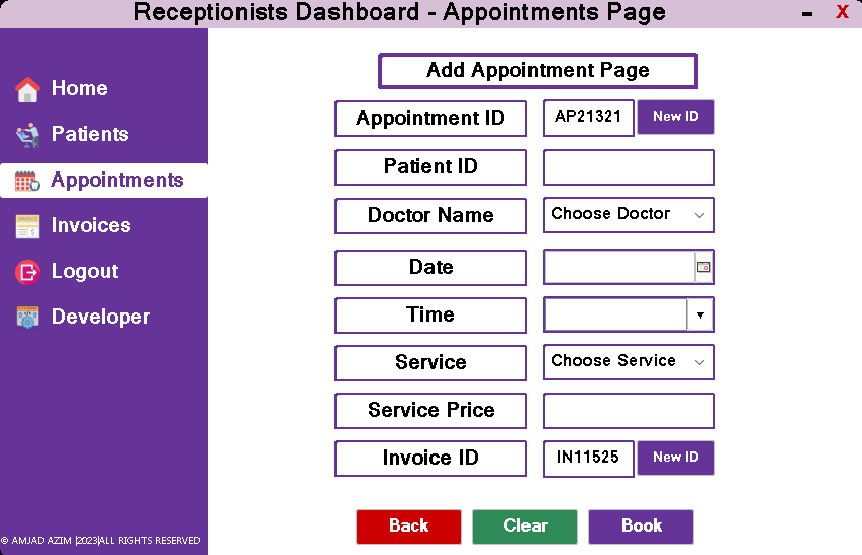 Receptionists Dashboard - Appointments Page
- X
Home
Patients
Appointments
Invoices
Logout
Developer
© AMJAD AZIM |2023|ALL RIGHTS RESERVED
Add Appointment Page
Appointment ID AP21321 New ID
Patient ID
Doctor Name Choose Doctor
Date
Time
Service Choose Service
Service Price
Invoice ID IN11525 New ID
Back Clear Book